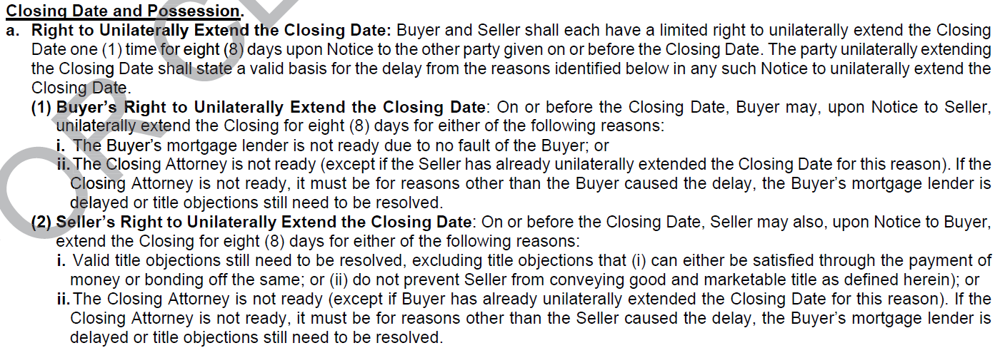 Closing Date and Possession.
a. Right to Unilaterally Extend the Closing Date: Buyer and Seller shall each have a limited right to unilaterally extend the Closing
Date one (1) time for eight (8) days upon Notice to the other party given on or before the Closing Date. The party unilaterally extending
the Closing Date shall state a valid basis for the delay from the reasons identified below in any such Notice to unilaterally extend the
Closing Date.
(1) Buyer's Right to Unilaterally Extend the Closing Date: On or before the Closing Date, Buyer may, upon Notice to Seller,
unilaterally extend the Closing for eight (8) days for either of the following reasons:
i. The Buyer's mortgage lender is not ready due to no fault of the Buyer; or
ii. The Closing Attorney is not ready (except if the Seller has already unilaterally extended the Closing Date for this reason). If the
Closing Attorney is not ready, it must be for reasons other than the Buyer caused the delay, the Buyer's mortgage lender is
delayed or title objections still need to be resolved.
(2) Seller's Right to Unilaterally Extend the Closing Date: On or before the Closing Date, Seller may also, upon Notice to Buyer,
extend the Closing for eight (8) days for either of the following reasons:
i. Valid title objections still need to be resolved, excluding title objections that (i) can either be satisfied through the payment of
money or bonding off the same; or (ii) do not prevent Seller from conveying good and marketable title as defined herein); or
ii. The Closing Attorney is not ready (except if Buyer has already unilaterally extended the Closing Date for this reason). If the
Closing Attorney is not ready, it must be for reasons other than the Seller caused the delay, the Buyer's mortgage lender is
delayed or title objections still need to be resolved.
OR